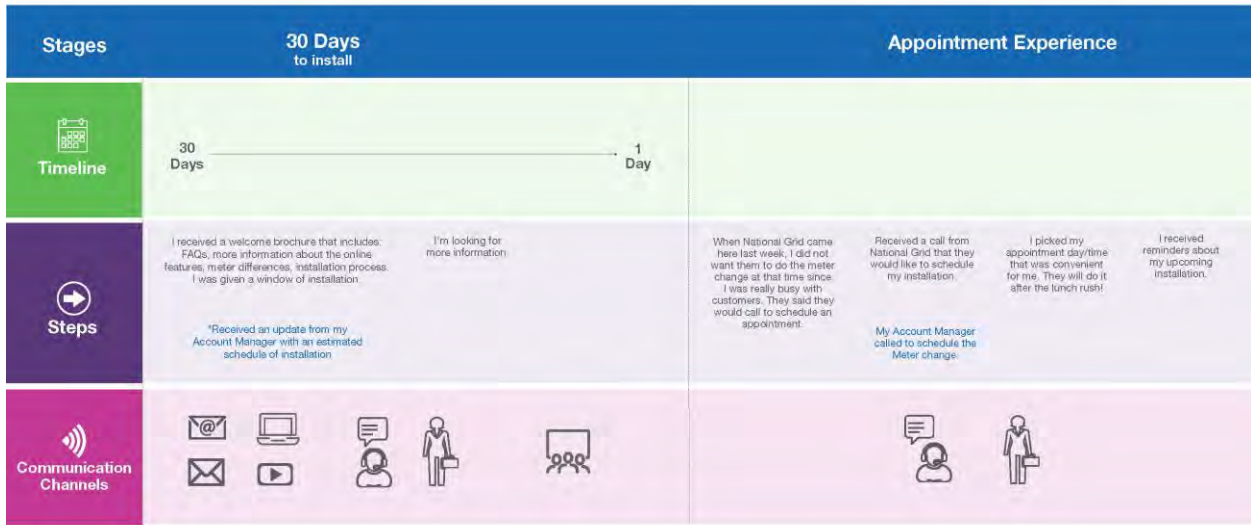 Stages
30 Days
to install
Appointment Experience
Timeline
30
Days
1
Day
Steps
I received a welcome brochure that includes:
FAQs, more information about the online
features, meter differences, installation process.
I was given a window of installation.
*Received an update from my
Account Manager with an estimated
schedule of installation
I'm looking for
more information
When National Grid came
here last week, I did not
want them to do the meter
change at that time since
I was really busy with
customers. They said they
would call to schedule an
appointment.
Received a call from
National Grid that they
would like to schedule
my installation.
My Account Manager
called to schedule the
Meter change.
I picked my
appointment day/time
that was convenient
for me. They will do it
after the lunch rush!
I received
reminders about
my upcoming
installation.
Communication
Channels
@